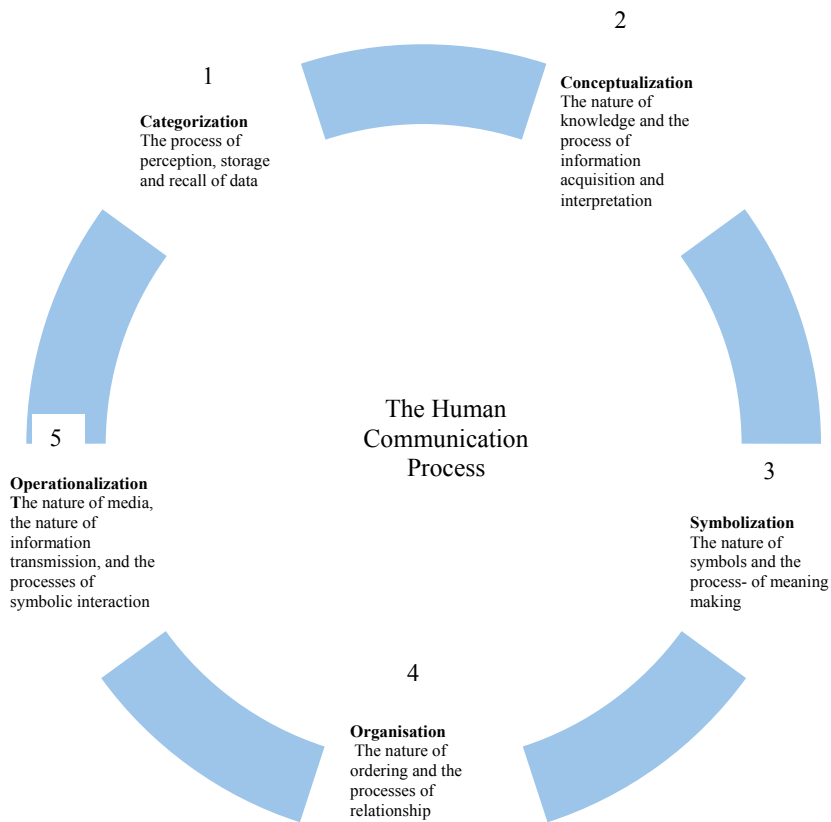 1
Categorization
The process of
perception, storage
and recall of data
2
Conceptualization
The nature of
knowledge and the
process of
information
acquisition and
interpretation
The Human
Communication
Process
3
Symbolization
The nature of
symbols and the
process- of meaning
making
4
Organisation
The nature of
ordering and the
processes of
relationship
5
Operationalization
The nature of media,
the nature of
information
transmission, and the
processes of
symbolic interaction